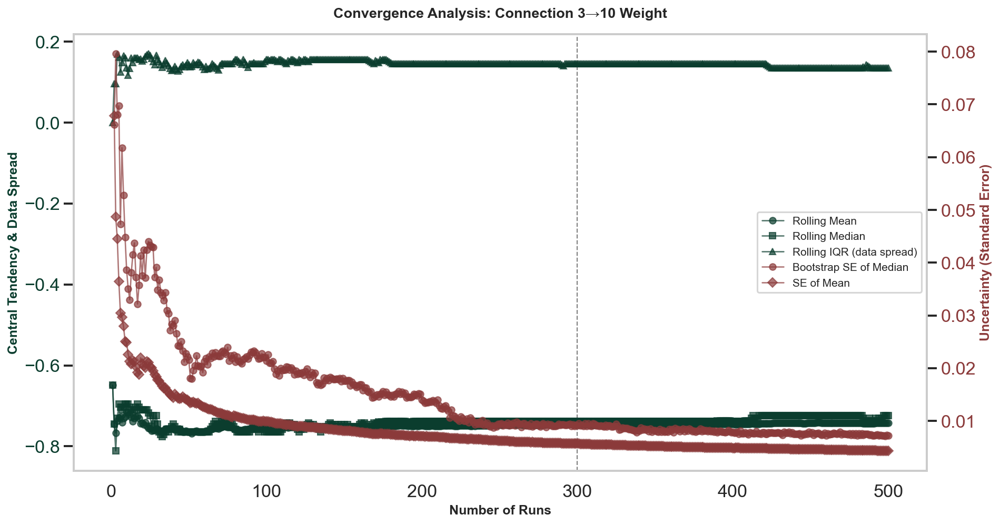 Convergence Analysis: Connection 3→10 Weight
Central Tendency & Data Spread
0.2
0.0
−0.2
−0.4
−0.6
−0.8
Rolling Mean
Rolling Median
Rolling IQR (data spread)
Bootstrap SE of Median
SE of Mean
0.08
0.07
0.06
0.05
0.04
0.03
0.02
0.01
Uncertainty (Standard Error)
0 100 200 300 400 500
Number of Runs